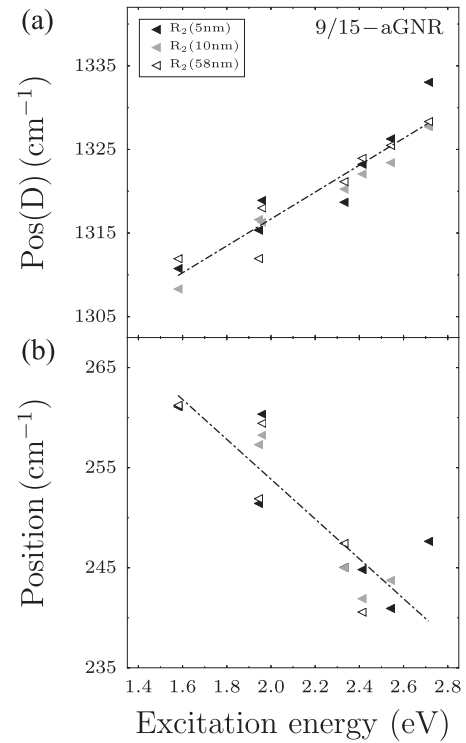 (a)
9/15−aGNR
R₂(5nm)
R₂(10nm)
R₂(58nm)
Pos(D)(cm⁻¹)
1335
1325
1315
1305
(b)
Position(cm⁻¹)
265
255
245
235
1.4 1.6 1.8 2.0 2.2 2.4 2.6 2.8
Excitation energy (eV)